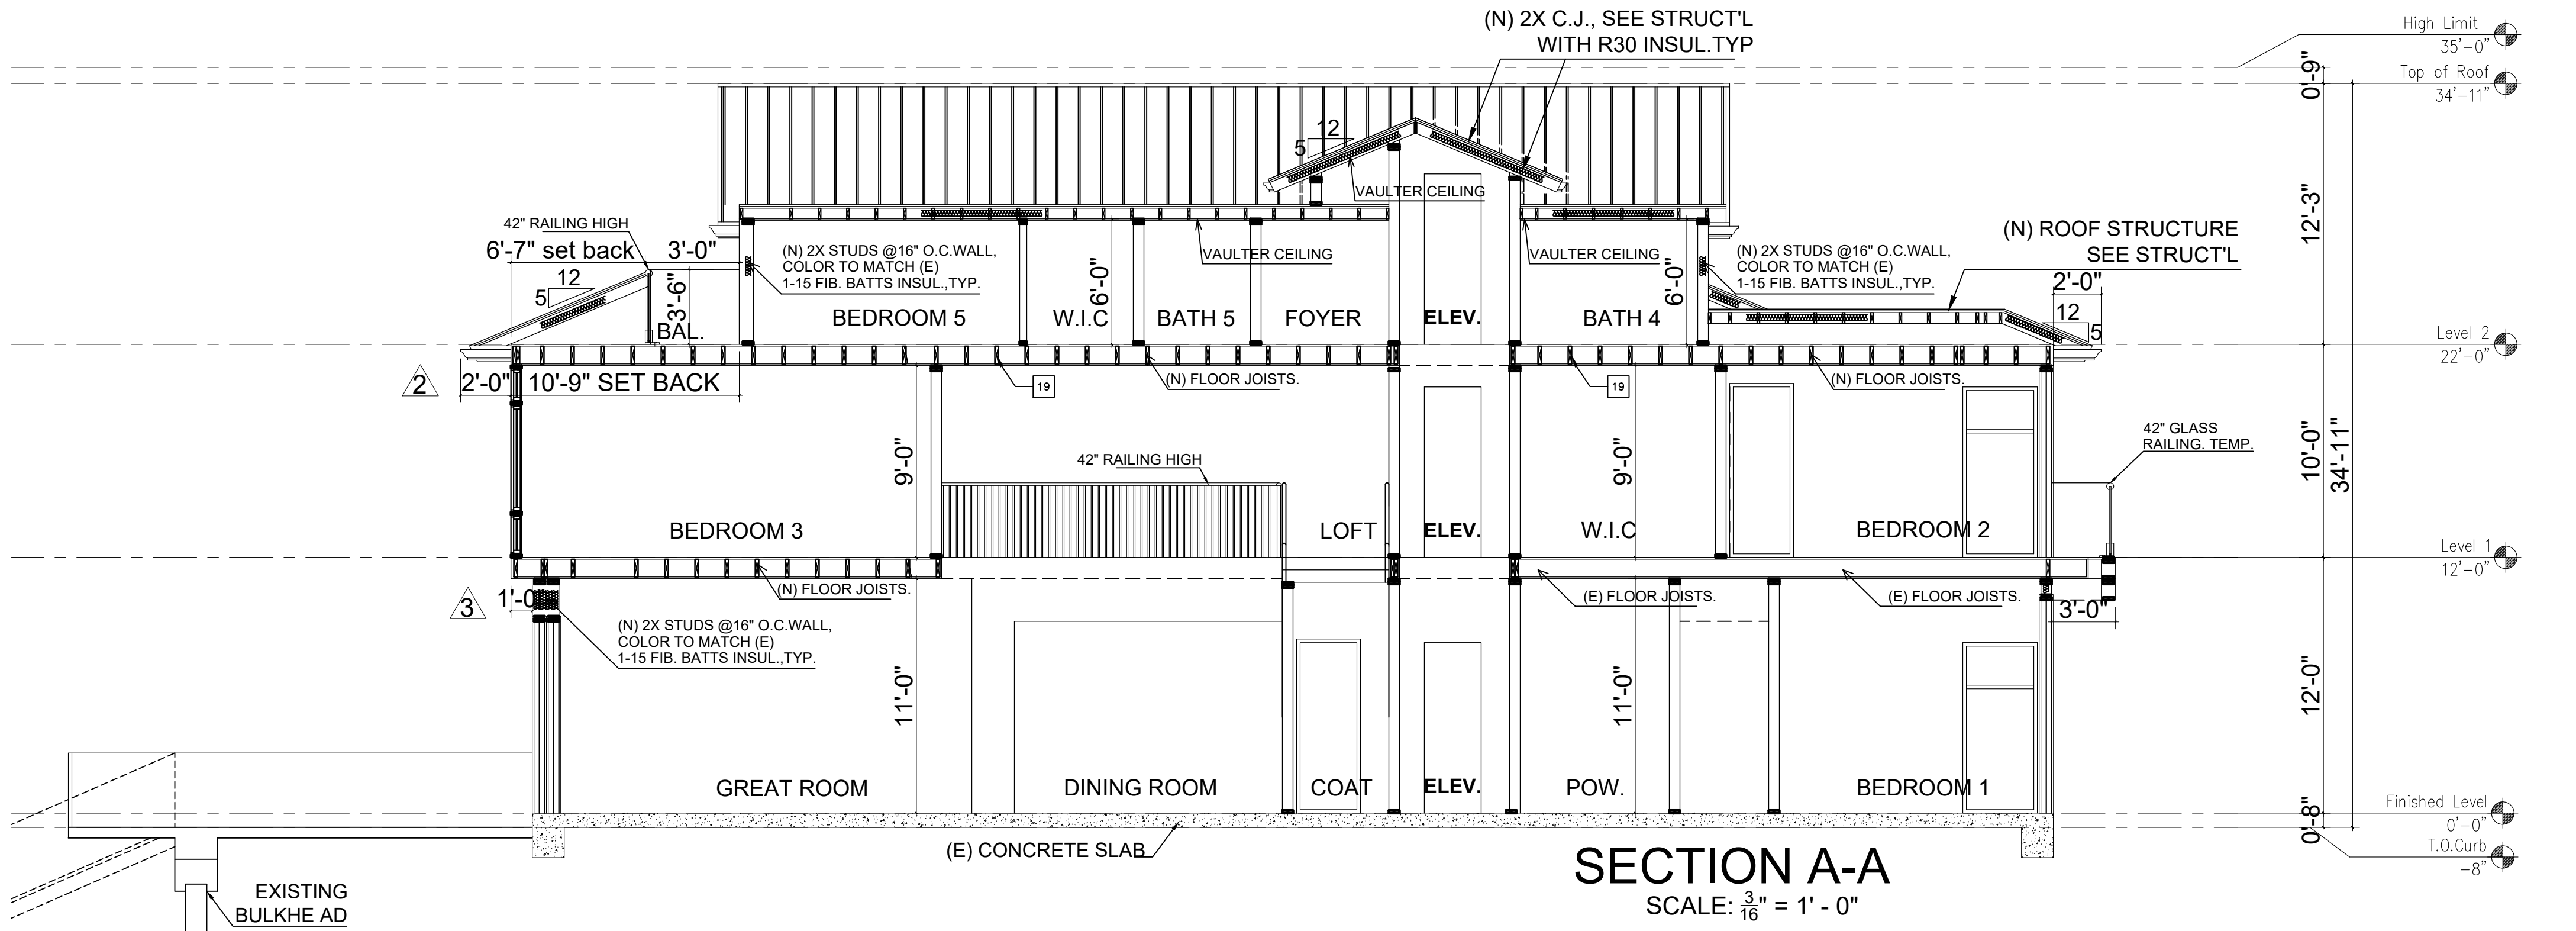 (N) 2X C.J., SEE STRUCT'L
WITH R30 INSUL.TYP
High Limit
35'-0"
0'-9"
Top of Roof
34'-11"
12
5
VAULTER CEILING
12'-3"
42" RAILING HIGH
6'-7" set back
3'-0"
(N) 2X STUDS @16" O.C.WALL,
COLOR TO MATCH (E)
1-15 FIB. BATTS INSUL.,TYP.
VAULTER CEILING
VAULTER CEILING
(N) 2X STUDS @16" O.C.WALL,
COLOR TO MATCH (E)
1-15 FIB. BATTS INSUL.,TYP.
(N) ROOF STRUCTURE
SEE STRUCT'L
12
5
3'-6"
6'-0"
6'-0"
2'-0"
12
5
BAL.
BEDROOM 5
W.I.C
BATH 5
FOYER
ELEV.
BATH 4
Level 2
22'-0"
2
2'-0"
10'-9" SET BACK
19
(N) FLOOR JOISTS.
19
(N) FLOOR JOISTS.
9'-0"
42" RAILING HIGH
9'-0"
42" GLASS
RAILING. TEMP.
10'-0"
34'-11"
BEDROOM 3
LOFT
ELEV.
W.I.C
BEDROOM 2
Level 1
12'-0"
3
1'-0
(N) FLOOR JOISTS.
(E) FLOOR JOISTS.
(E) FLOOR JOISTS.
3'-0"
(N) 2X STUDS @16" O.C.WALL,
COLOR TO MATCH (E)
1-15 FIB. BATTS INSUL.,TYP.
11'-0"
11'-0"
12'-0"
GREAT ROOM
DINING ROOM
COAT
ELEV.
POW.
BEDROOM 1
Finished Level
0'-0"
0'-8"
T.O.Curb
-8"
(E) CONCRETE SLAB
EXISTING
BULKHE AD
SECTION A-A
SCALE: 3/16" = 1' - 0"